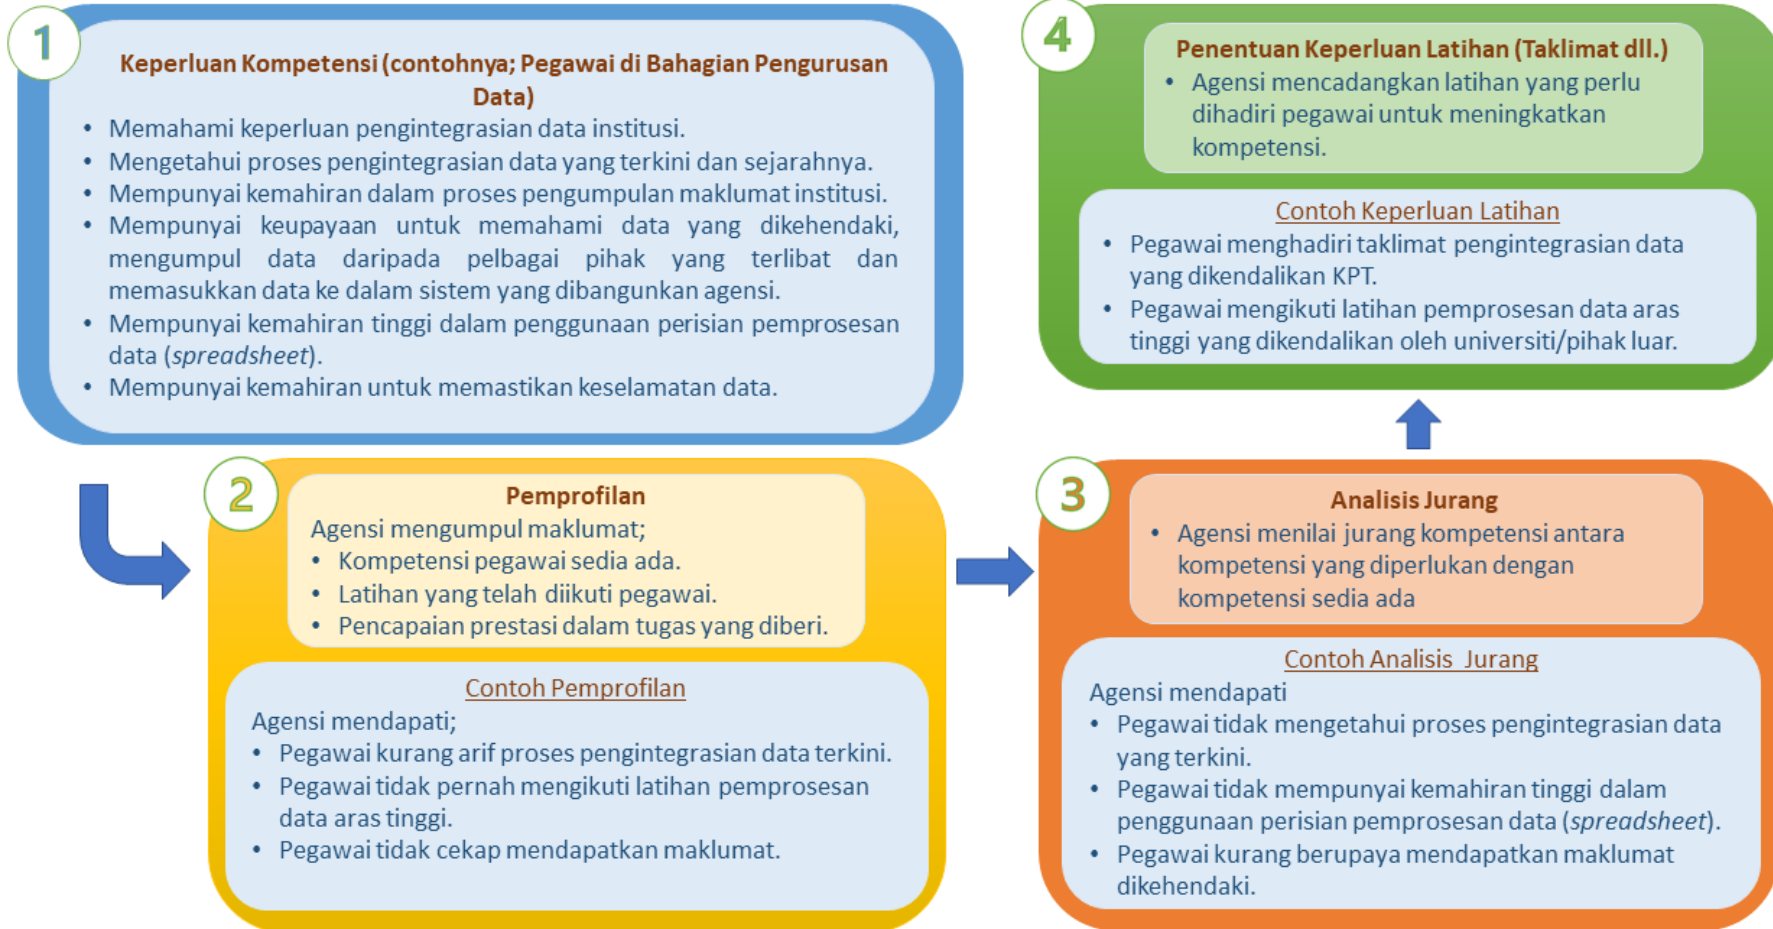 1
Keperluan Kompetensi (contohnya; Pegawai di Bahagian Pengurusan
Data)
• Memahami keperluan pengintegrasian data institusi.
• Mengetahui proses pengintegrasian data yang terkini dan sejarahnya.
• Mempunyai kemahiran dalam proses pengumpulan maklumat institusi.
• Mempunyai keupayaan untuk memahami data yang dikehendaki,
mengumpul data daripada pelbagai pihak yang terlibat dan
memasukkan data ke dalam sistem yang dibangunkan agensi.
• Mempunyai kemahiran tinggi dalam penggunaan perisian pemprosesan
data (spreadsheet).
• Mempunyai kemahiran untuk memastikan keselamatan data.
2
Pemprofilan
Agensi mengumpul maklumat;
• Kompetensi pegawai sedia ada.
• Latihan yang telah diikuti pegawai.
• Pencapaian prestasi dalam tugas yang diberi.
Contoh Pemprofilan
Agensi mendapati;
• Pegawai kurang arif proses pengintegrasian data terkini.
• Pegawai tidak pernah mengikuti latihan pemprosesan
data aras tinggi.
• Pegawai tidak cekap mendapatkan maklumat.
3
Analisis Jurang
• Agensi menilai jurang kompetensi antara
kompetensi yang diperlukan dengan
kompetensi sedia ada
Contoh Analisis Jurang
Agensi mendapati
• Pegawai tidak mengetahui proses pengintegrasian data
yang terkini.
• Pegawai tidak mempunyai kemahiran tinggi dalam
penggunaan perisian pemprosesan data (spreadsheet).
• Pegawai kurang berupaya mendapatkan maklumat
dikehendaki.
4
Penentuan Keperluan Latihan (Taklimat dll.)
• Agensi mencadangkan latihan yang perlu
dihadiri pegawai untuk meningkatkan
kompetensi.
Contoh Keperluan Latihan
• Pegawai menghadiri taklimat pengintegrasian data
yang dikendalikan KPT.
• Pegawai mengikuti latihan pemprosesan data aras
tinggi yang dikendalikan oleh universiti/pihak luar.